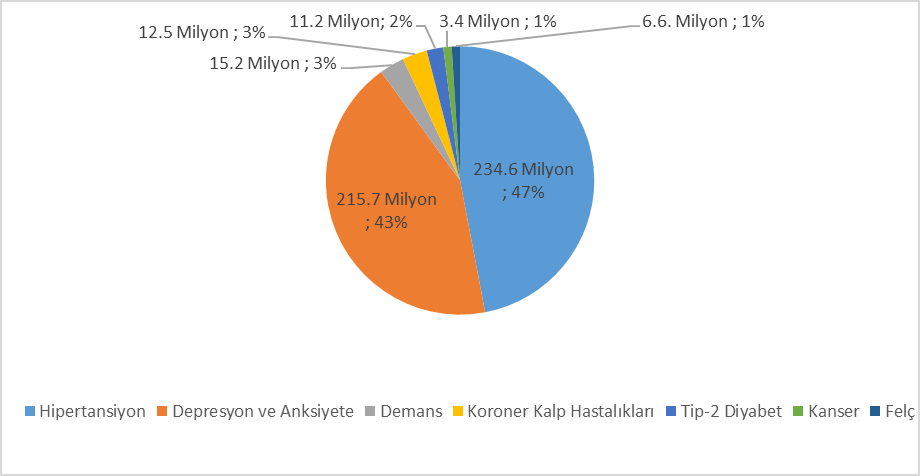 11.2 Milyon; 2%
3.4 Milyon ; 1%
6.6. Milyon ; 1%
12.5 Milyon ; 3%
15.2 Milyon ; 3%
234.6 Milyon
; 47%
215.7 Milyon
; 43%
Hipertansiyon
Depresyon ve Anksiyete
Demans
Koroner Kalp Hastalıkları
Tip-2 Diyabet
Kanser
Felç